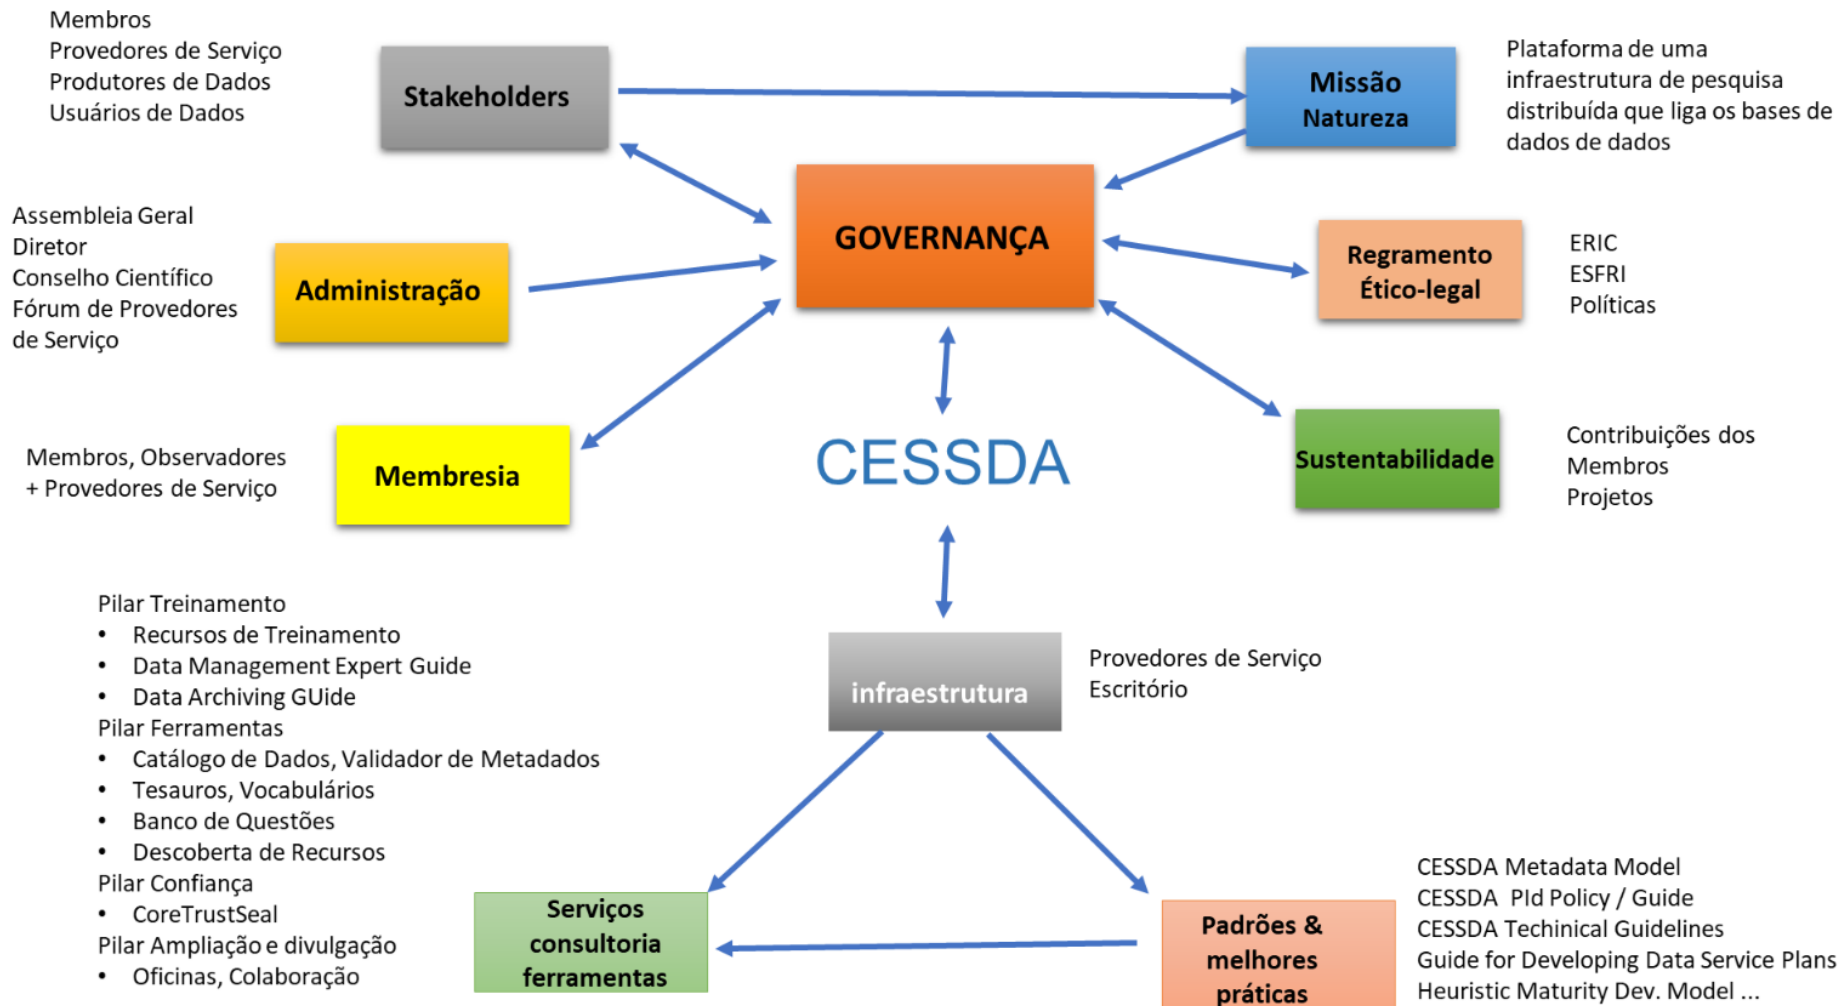 Membros
Provedores de Serviço
Produtores de Dados
Usuários de Dados
Stakeholders
Missão
Natureza
Plataforma de uma
infraestrutura de pesquisa
distribuída que liga os bases de
dados de dados
Assembleia Geral
Diretor
Conselho Científico
Fórum de Provedores
de Serviço
Administração
GOVERNANÇA
Regramento
Ético-legal
ERIC
ESFRI
Políticas
Membros, Observadores
+ Provedores de Serviço
Membresia
CESSDA
Sustentabilidade
Contribuições dos
Membros
Projetos
Pilar Treinamento
• Recursos de Treinamento
• Data Management Expert Guide
• Data Archiving GUide
Pilar Ferramentas
• Catálogo de Dados, Validador de Metadados
• Tesauros, Vocabulários
• Banco de Questões
• Descoberta de Recursos
Pilar Confiança
• CoreTrustSeal
Pilar Ampliação e divulgação
• Oficinas, Colaboração
infraestrutura
Provedores de Serviço
Escritório
Serviços
consultoria
ferramentas
Padrões &
melhores
práticas
CESSDA Metadata Model
CESSDA PId Policy / Guide
CESSDA Techinical Guidelines
Guide for Developing Data Service Plans
Heuristic Maturity Dev. Model ...